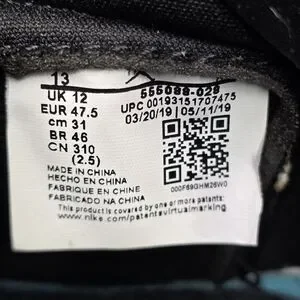 13 555088-028
UK 12 UPC 00193151707475
EUR 47.5 03/20/19 | 05/11/19
cm 31
BR 46
CN 310
(2.5)
MADE IN CHINA
HECHO EN CHINA
FABRIQUE EN CHINE
FABRICADO NA CHINA
000F69GHM26W0
This product is covered by one or more patents:
www.nike.com/patentsvirtualmarking